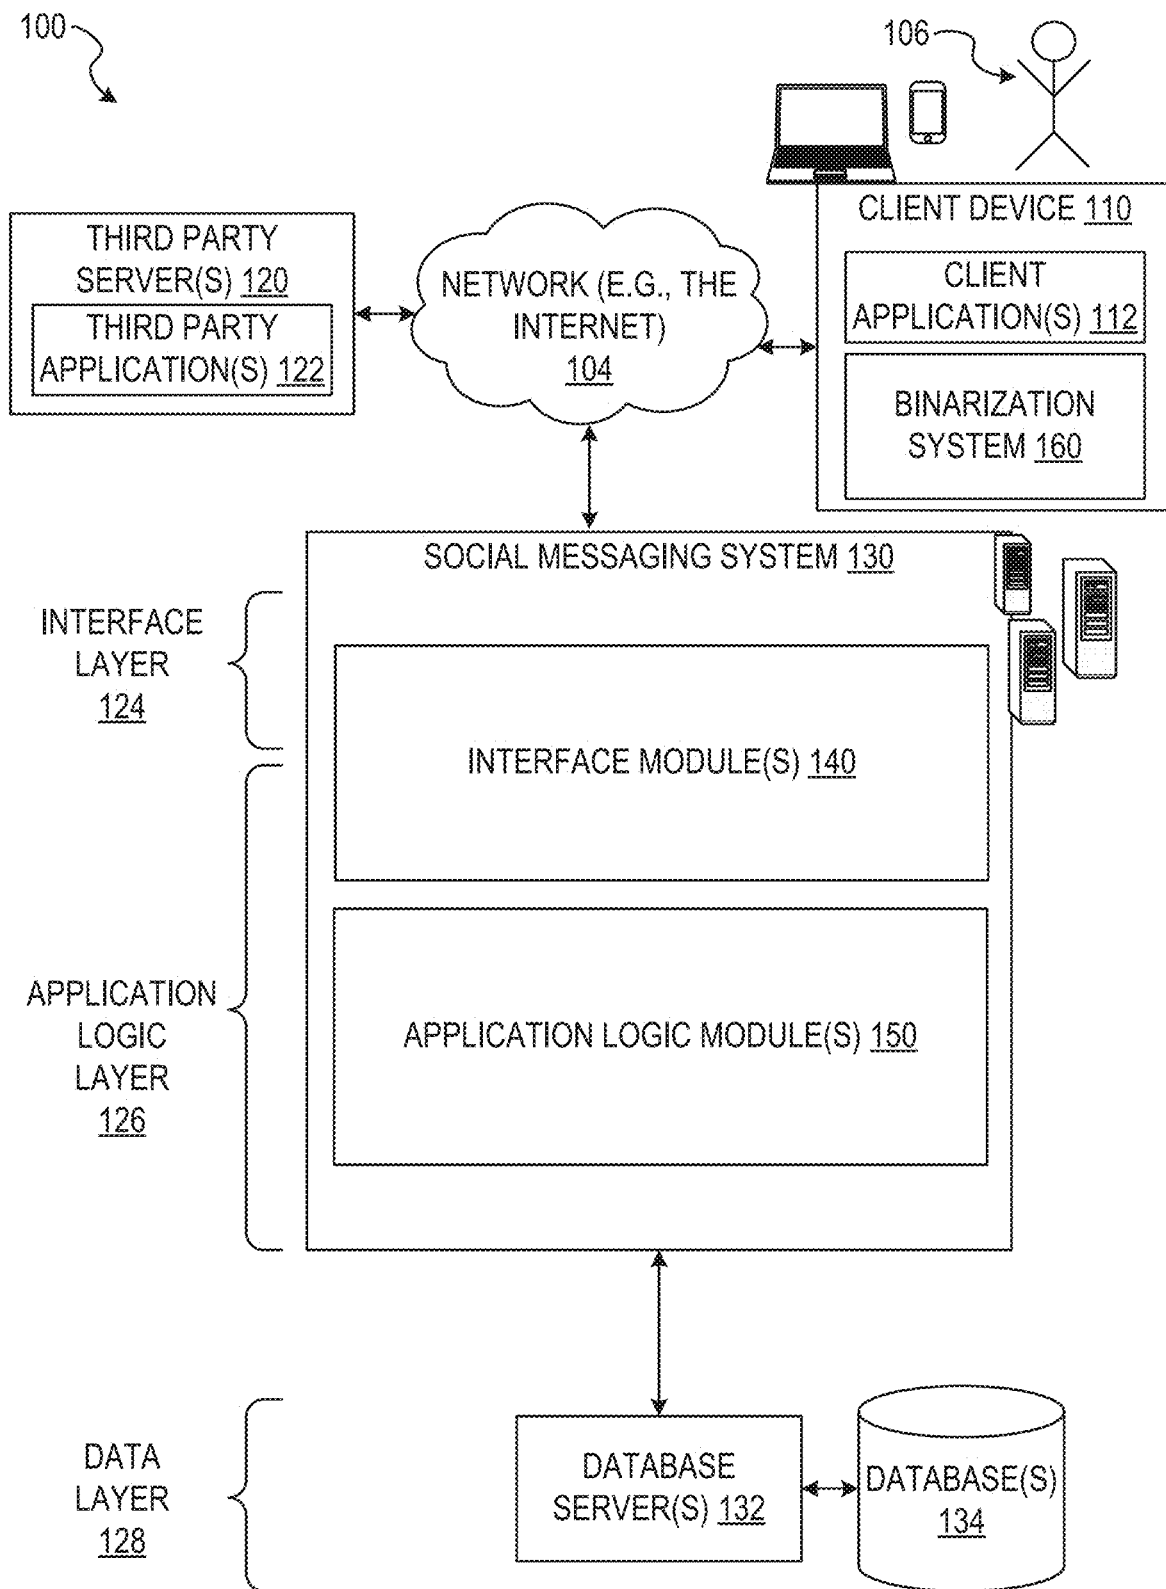 100
106
CLIENT DEVICE 110
CLIENT
APPLICATION(S) 112
BINARIZATION
SYSTEM 160
THIRD PARTY
SERVER(S) 120
THIRD PARTY
APPLICATION(S) 122
NETWORK (E.G., THE
INTERNET)
104
SOCIAL MESSAGING SYSTEM 130
INTERFACE
LAYER
124
INTERFACE MODULE(S) 140
APPLICATION
LOGIC
LAYER
126
APPLICATION LOGIC MODULE(S) 150
DATA
LAYER
128
DATABASE
SERVER(S) 132
DATABASE(S)
134